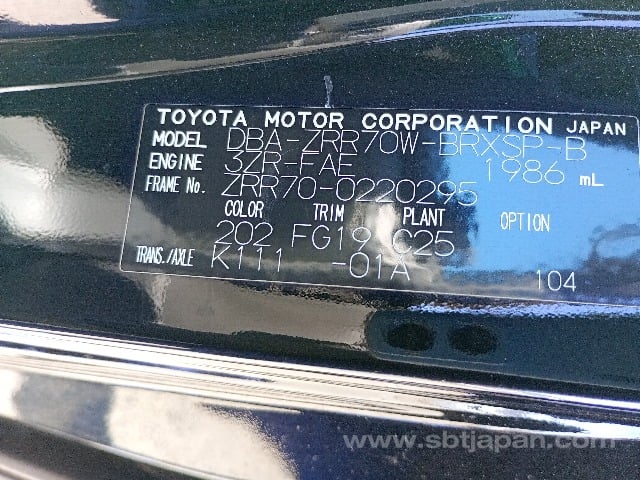 TOYOTA MOTOR CORPORATION JAPAN
MODEL DBA-ZRR70W-BRXSP-B
ENGINE 3ZR-FAE 1986 mL
FRAME No. ZRR70-0220295
COLOR TRIM PLANT OPTION
202 FG19 C25
TRANS./AXLE K111 -01A
104
www.sbtjapan.com